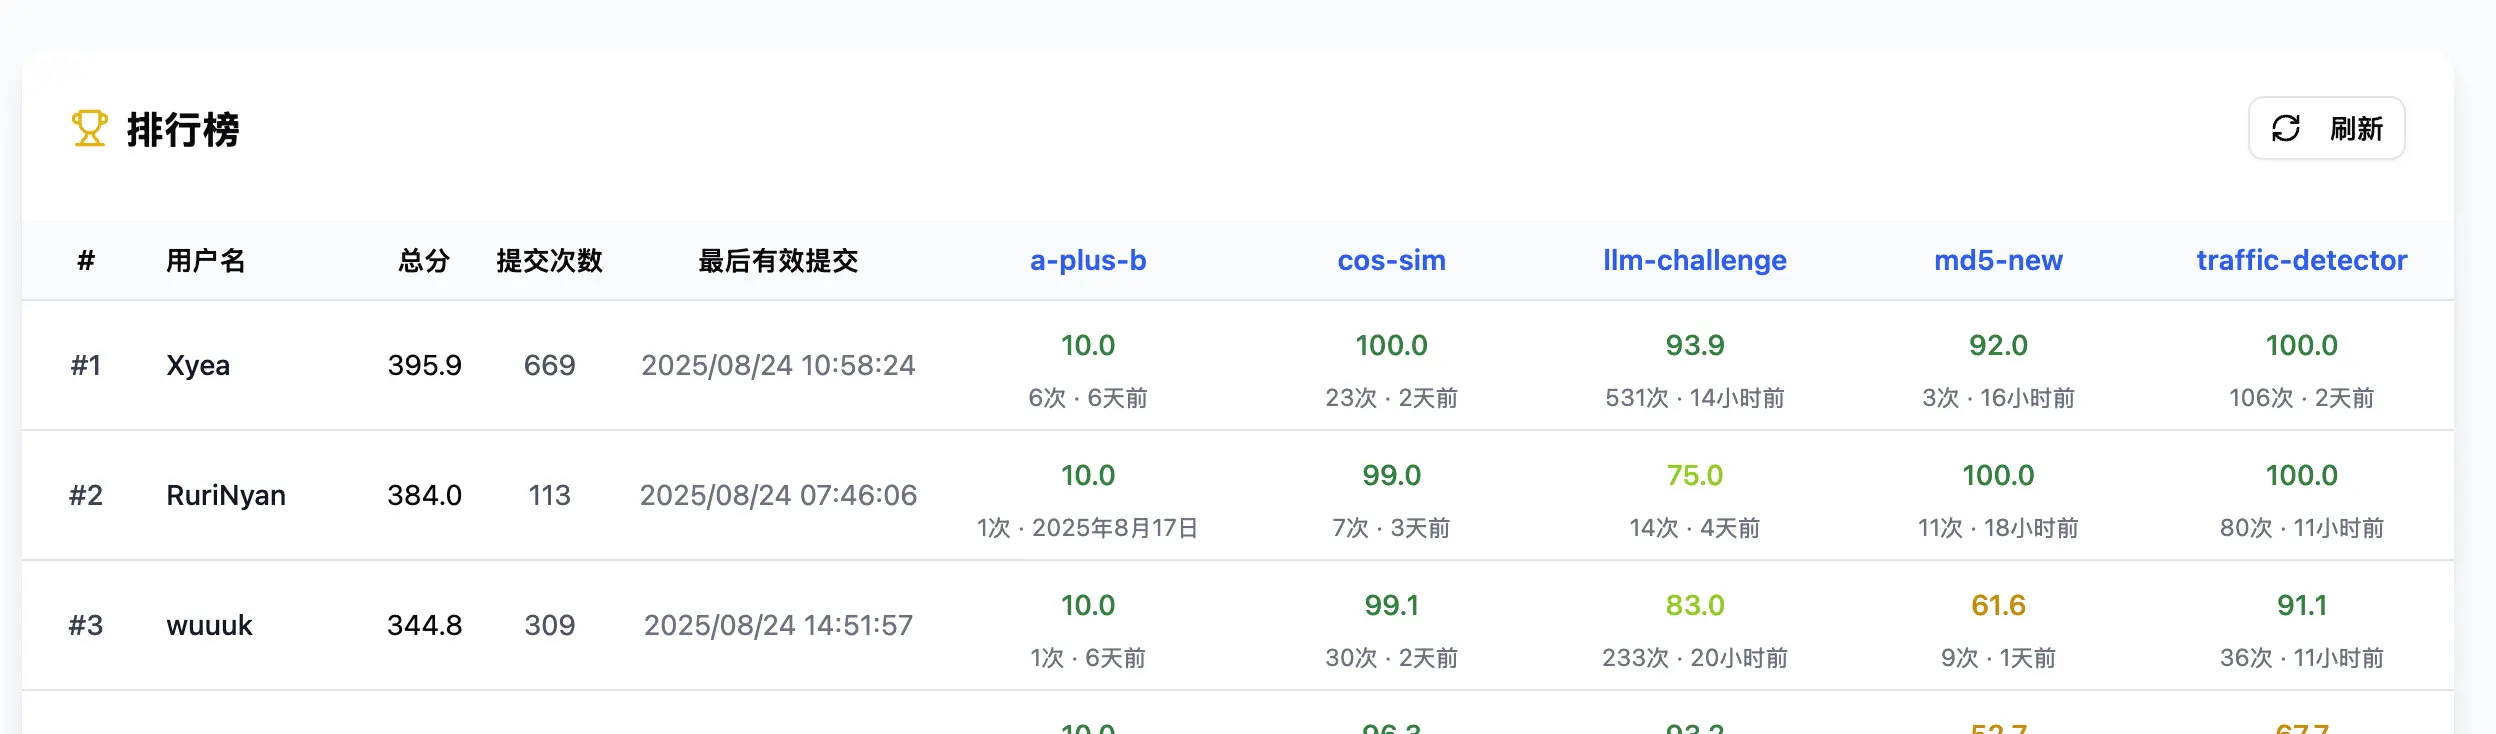 排行榜
刷新
# 用户名 总分 提交次数 最后有效提交 a-plus-b cos-sim llm-challenge md5-new traffic-detector
#1 Xyea 395.9 669 2025/08/24 10:58:24 10.0 100.0 93.9 92.0 100.0
6次 · 6天前 23次 · 2天前 531次 · 14小时前 3次 · 16小时前 106次 · 2天前
#2 RuriNyan 384.0 113 2025/08/24 07:46:06 10.0 99.0 75.0 100.0 100.0
1次 · 2025年8月17日 7次 · 3天前 14次 · 4天前 11次 · 18小时前 80次 · 11小时前
#3 wuuuk 344.8 309 2025/08/24 14:51:57 10.0 99.1 83.0 61.6 91.1
1次 · 6天前 30次 · 2天前 233次 · 20小时前 9次 · 1天前 36次 · 11小时前
10.0 96.3 93.2 52.7 67.7